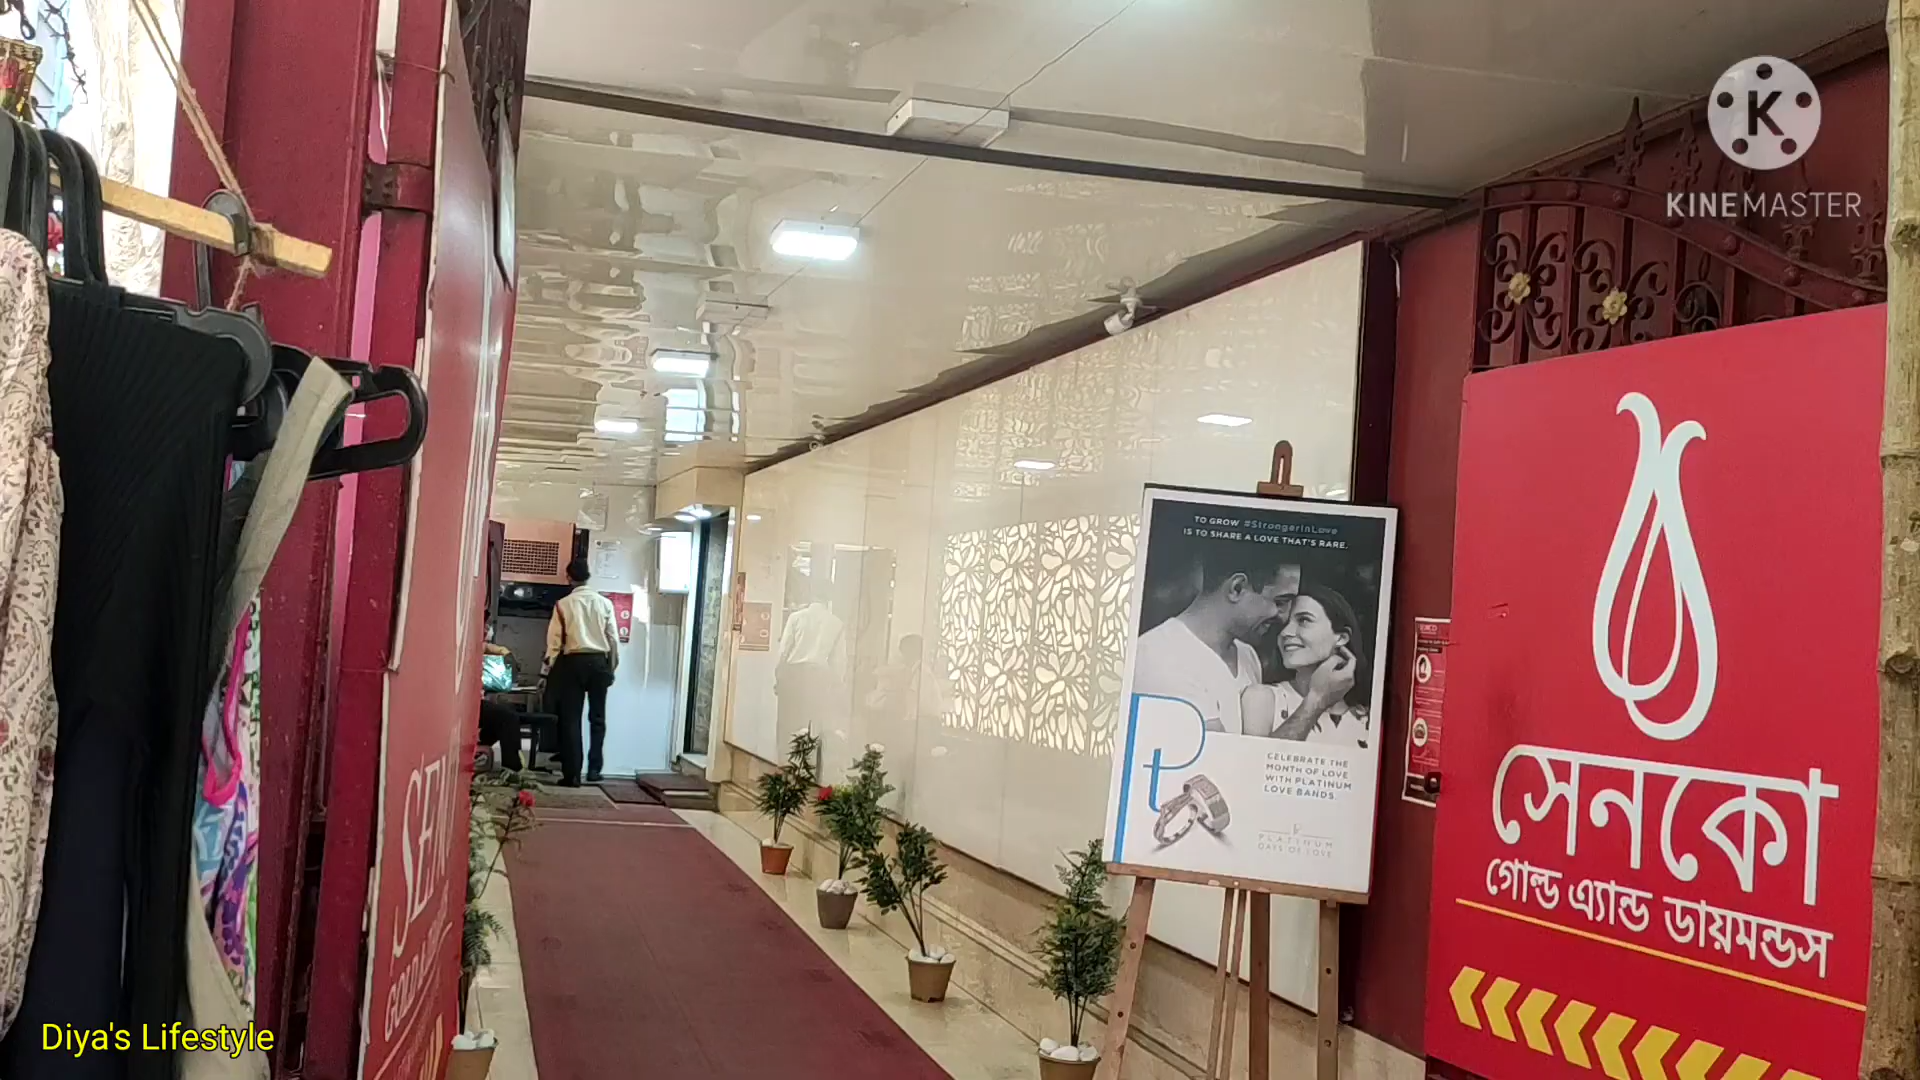 K
KINEMASTER
TO GROW #StrongerInLove
IS TO SHARE A LOVE THAT'S RARE.
Pt
CELEBRATE THE
MONTH OF LOVE
WITH PLATINUM
LOVE BANDS.
PLATINUM
DAYS OF LOVE
সেনকো
গোল্ড এ্যান্ড ডায়মন্ডস
Diya's Lifestyle